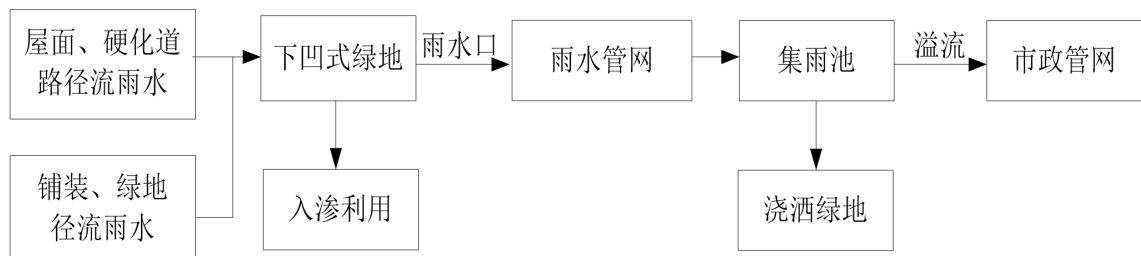 屋面、硬化道
路径流雨水
下凹式绿地
雨水口
雨水管网
集雨池
溢流
市政管网
铺装、绿地
径流雨水
入渗利用
浇洒绿地